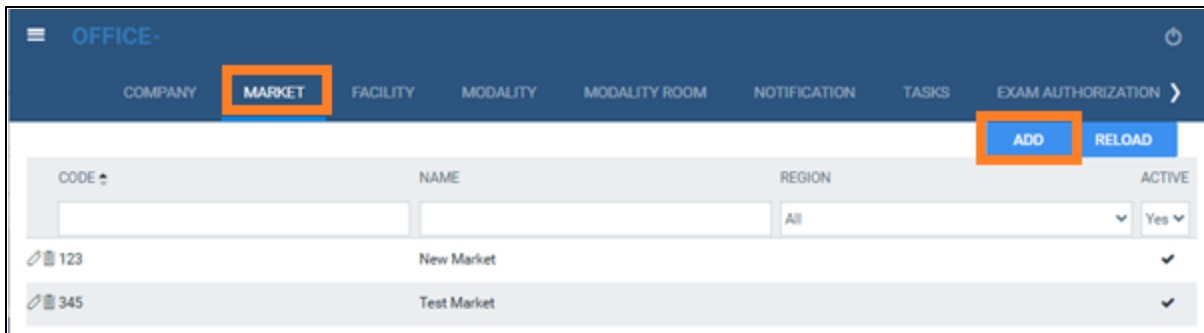 OFFICE-
COMPANY MARKET FACILITY MODALITY MODALITY ROOM NOTIFICATION TASKS EXAM AUTHORIZATION
ADD RELOAD
CODE NAME REGION ACTIVE
All Yes
123 New Market
345 Test Market